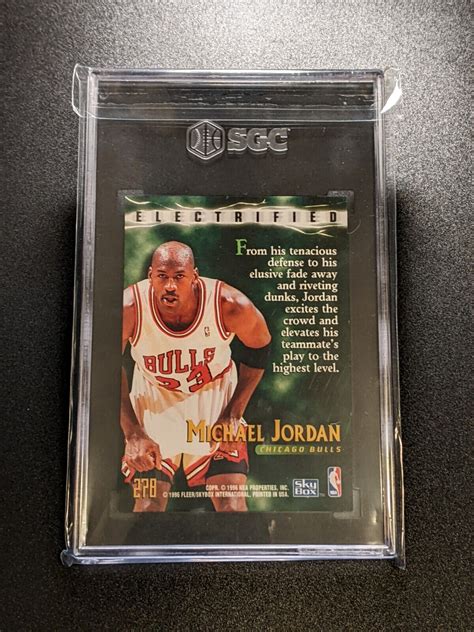 SGC
ELECTRIFIED
From his tenacious
defense to his
elusive fade away
and riveting
dunks, Jordan
excites the
crowd and
elevates his
teammate's
play to the
highest level.
BULLS
23
MICHAEL JORDAN
CHICAGO BULLS
278
COPR. © 1996 NBA PROPERTIES, INC.
© 1996 FLEER/SKYBOX INTERNATIONAL, PRINTED IN USA.
SKY
BOX
NBA